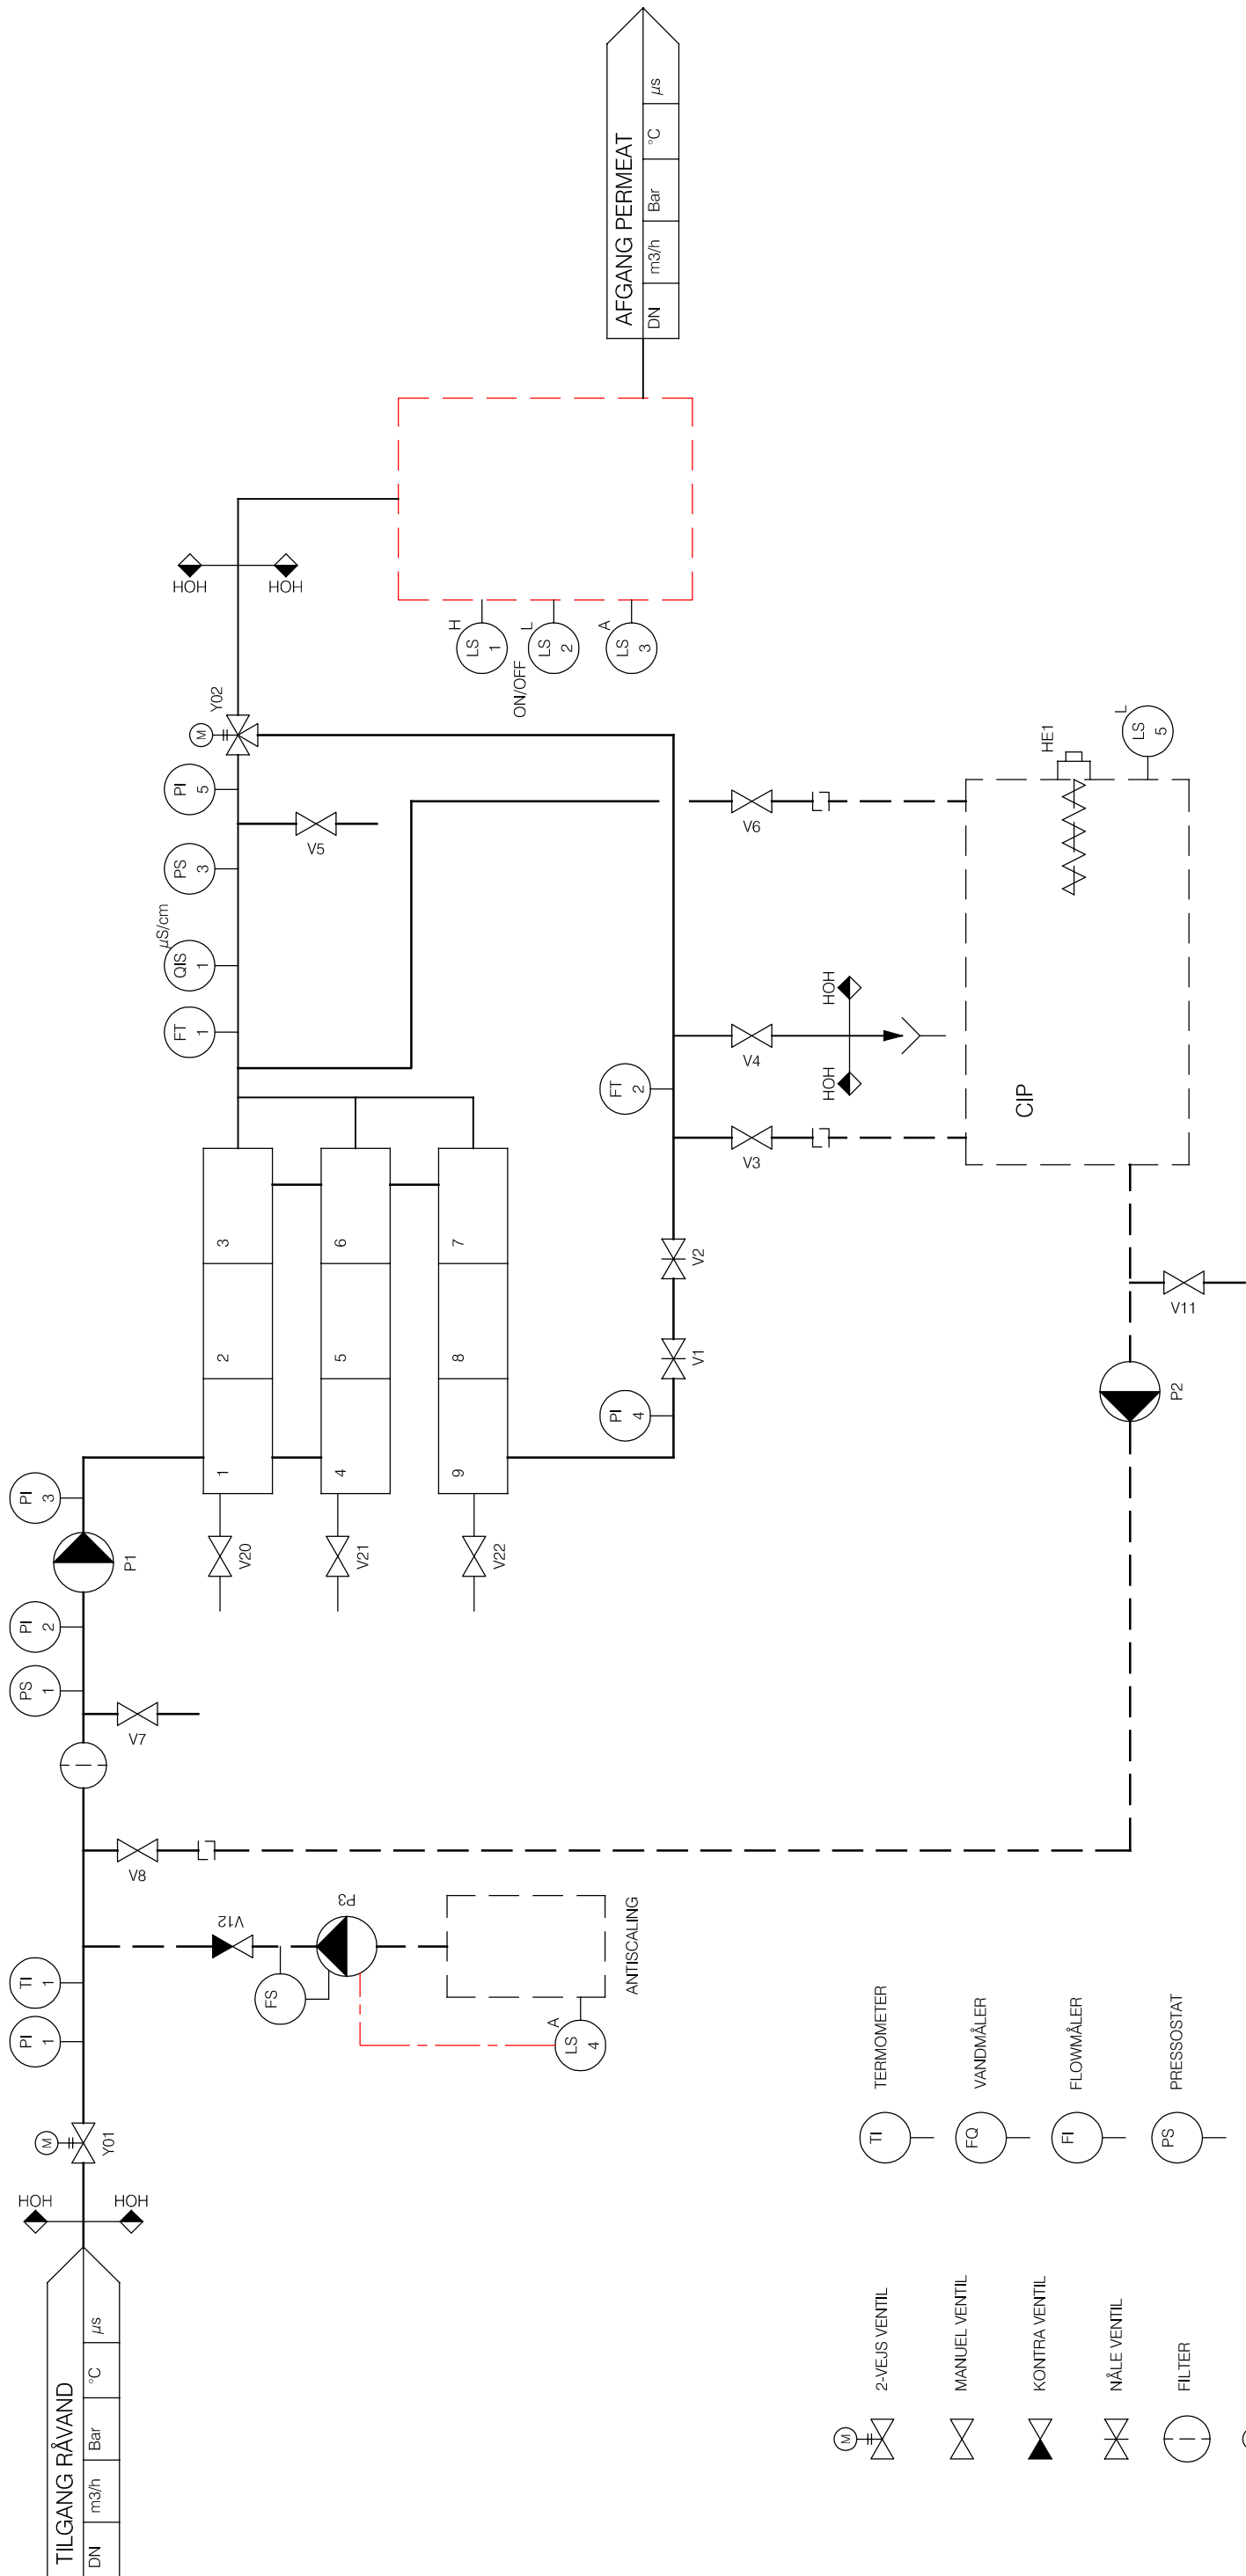 TILGANG RÅVAND
DN m3/h Bar °C µs
HOH
HOH
M
Y01
PI 1
TI 1
V8
V7
PS 1
PI 2
P1
PI 3
V12
FS
P3
ANTISCALING
LS 4
A
V20
V21
V22
1 2 3
4 5 6
9 8 7
FT 1
QIS 1
µS/cm
PS 3
V5
PI 5
M
Y02
HOH
HOH
LS 1
H
LS 2
L
ON/OFF
LS 3
A
AFGANG PERMEAT
DN m3/h Bar °C µs
PI 4
V1
V2
FT 2
V3
V4
V6
HOH
HOH
CIP
HE1
LS 5
L
P2
V11
M
2-VEJS VENTIL
MANUEL VENTIL
KONTRA VENTIL
NÅLE VENTIL
FILTER
TI
TERMOMETER
FQ
VANDMÅLER
FI
FLOWMÅLER
PS
PRESSOSTAT